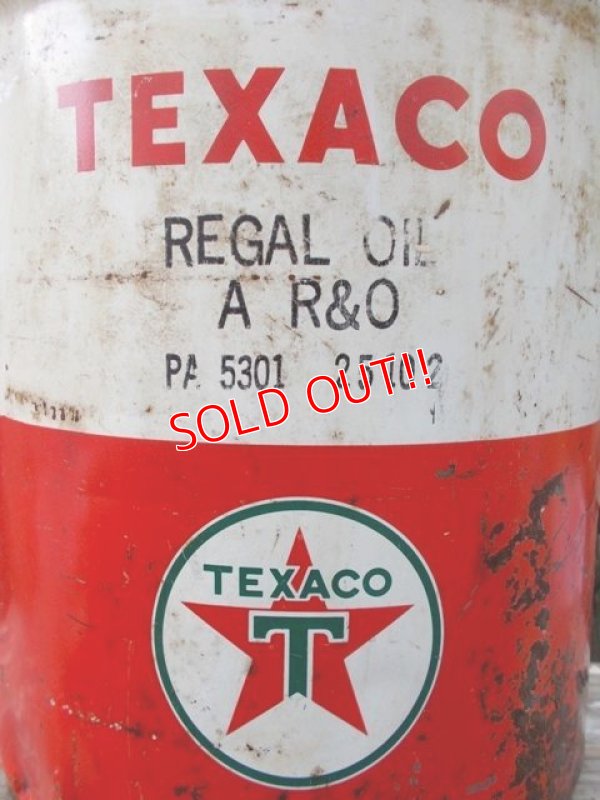 TEXACO
REGAL OIL
A R&O
PA 5301
SOLD OUT!!
TEXACO
T